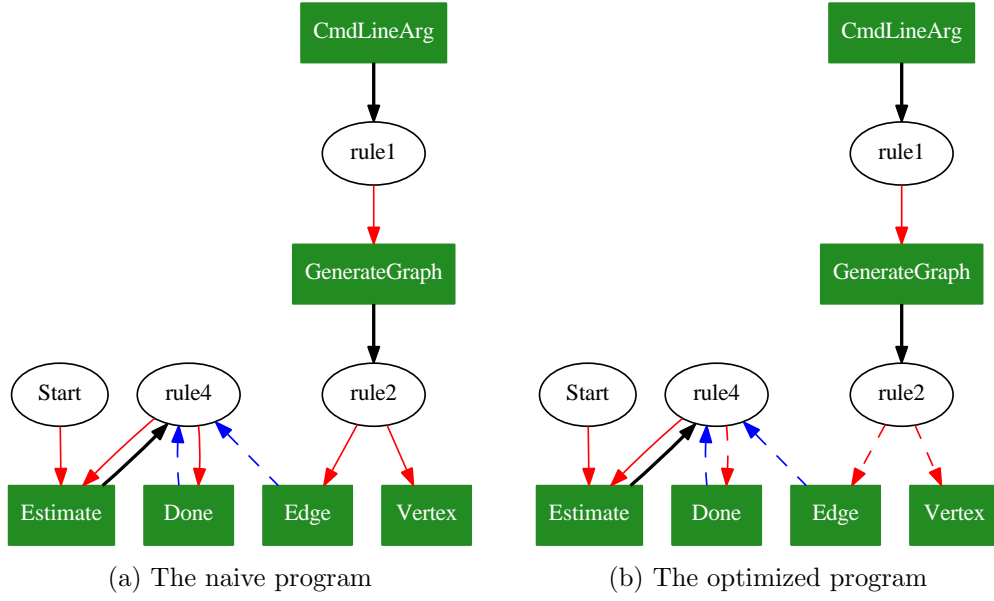 CmdLineArg
rule1
GenerateGraph
Start
rule4
rule2
Estimate
Done
Edge
Vertex
(a) The naive program
CmdLineArg
rule1
GenerateGraph
Start
rule4
rule2
Estimate
Done
Edge
Vertex
(b) The optimized program